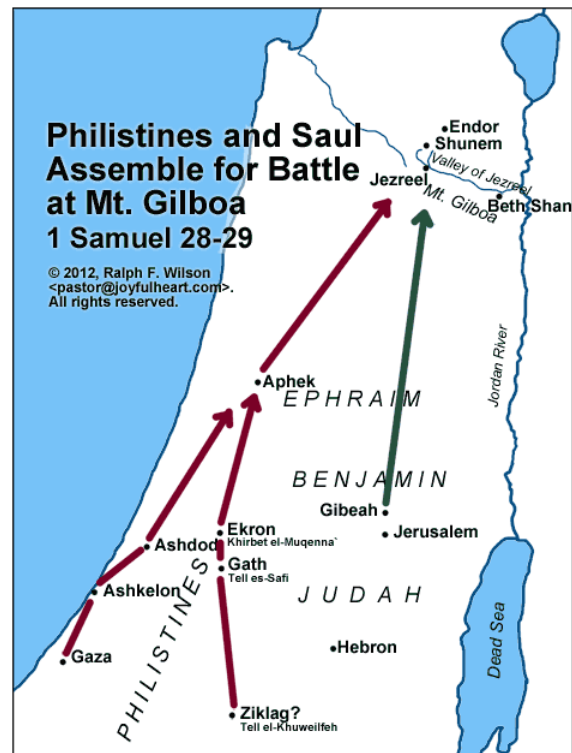 Philistines and Saul
Assemble for Battle
at Mt. Gilboa
1 Samuel 28-29
© 2012, Ralph F. Wilson
<pastor@joyfulheart.com>.
All rights reserved.
Endor
Shunem
Valley of Jezreel
Jezreel
Mt. Gilboa
Beth Shan
Jordan River
Aphek
EPHRAIM
BENJAMIN
Gibeah
Jerusalem
Ekron
Khirbet el-Muqenna`
Ashdod
Gath
Tell es-Safi
Ashkelon
JUDAH
PHILISTINES
Gaza
Hebron
Dead Sea
Ziklag?
Tell el-Khuweilfeh